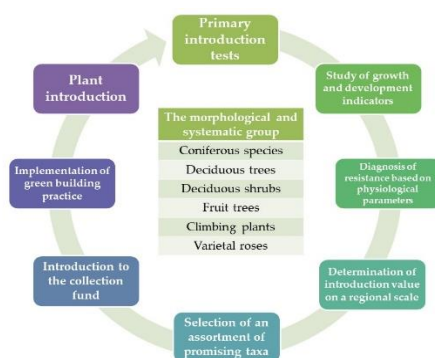 Primary
introduction
tests
Study of growth
and development
indicators
Diagnosis of
resistance based on
physiological
parameters
Determination of
introduction value
on a regional scale
Selection of an
assortment of
promising taxa
Introduction to
the collection
fund
Implementation of
green building
practice
Plant
introduction
The morphological and
systematic group
Coniferous species
Deciduous trees
Deciduous shrubs
Fruit trees
Climbing plants
Varietal roses